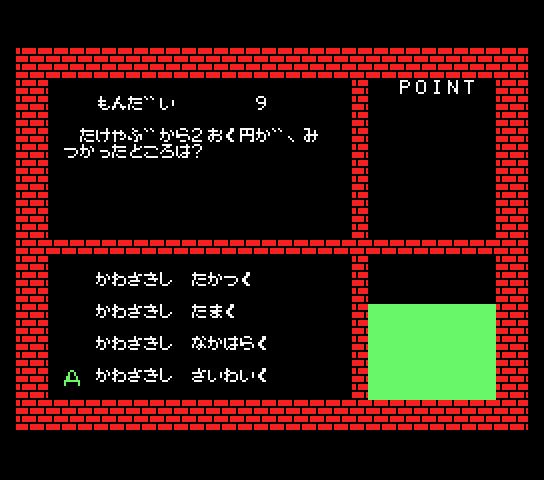 POINT
もんだ゛い 9
たけやぶ゛から2おく円か゛、み
つかったところは?
かわさきし たかつく
かわさきし たまく
かわさきし なかはらく
A かわさきし さいわいく